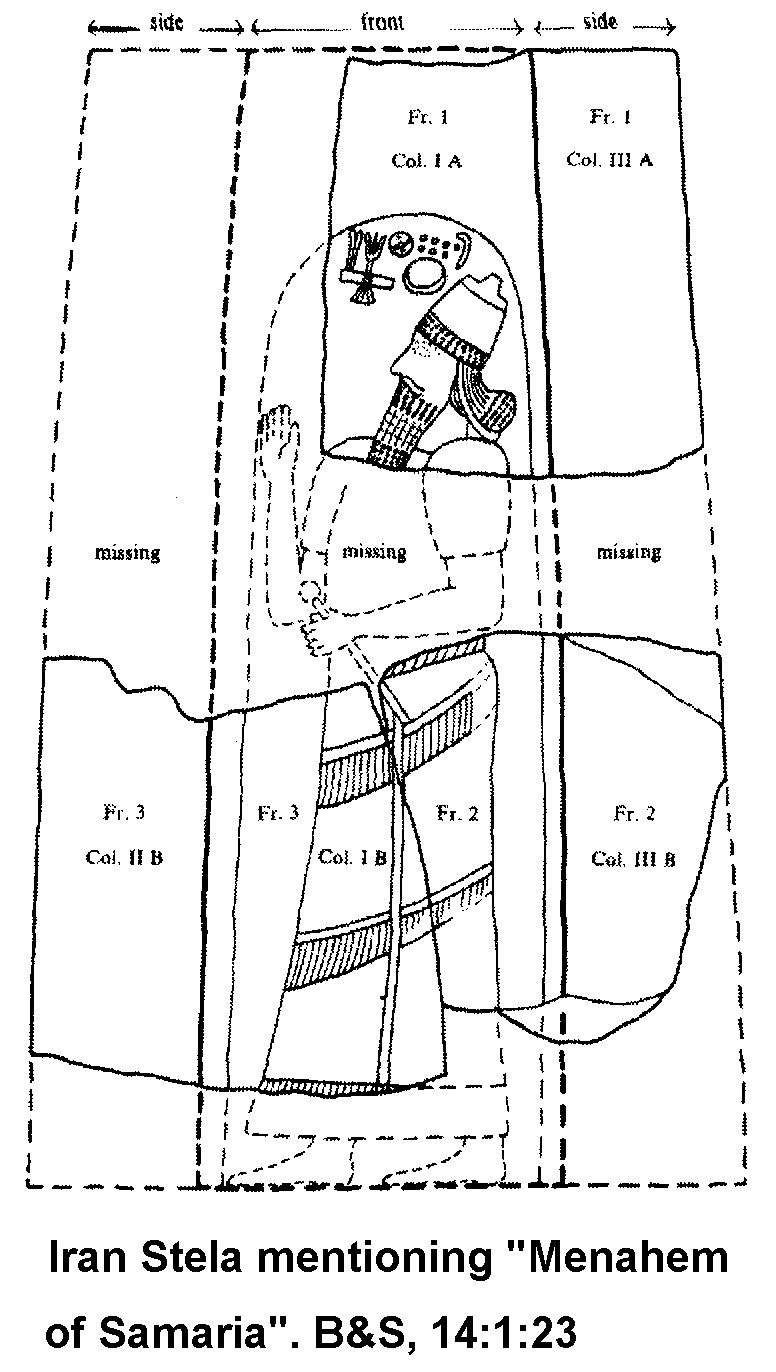 side front side
Fr. 1 Fr. 1
Col. I A Col. III A
missing missing missing
Fr. 3 Fr. 3 Fr. 2 Fr. 2
Col. II B Col. I B Col. III B
Iran Stela mentioning "Menahem
of Samaria". B&S, 14:1:23